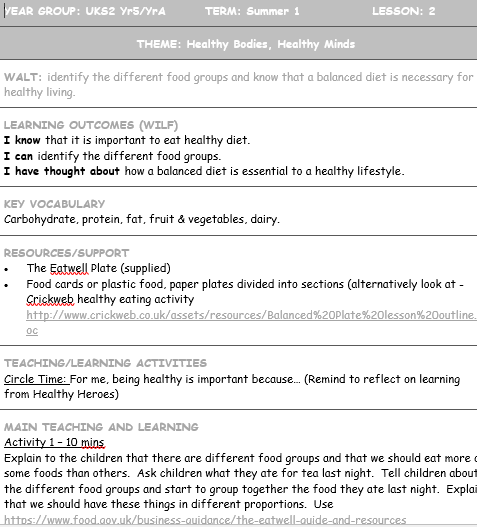 YEAR GROUP: UKS2 Yr5/YrA TERM: Summer 1 LESSON: 2
THEME: Healthy Bodies, Healthy Minds
WALT: identify the different food groups and know that a balanced diet is necessary for
healthy living.
LEARNING OUTCOMES (WILF)
I know that it is important to eat healthy diet.
I can identify the different food groups.
I have thought about how a balanced diet is essential to a healthy lifestyle.
KEY VOCABULARY
Carbohydrate, protein, fat, fruit & vegetables, dairy.
RESOURCES/SUPPORT
• The Eatwell Plate (supplied)
• Food cards or plastic food, paper plates divided into sections (alternatively look at -
Crickweb healthy eating activity
http://www.crickweb.co.uk/assets/resources/Balanced%20Plate%20lesson%20outline.
oc
TEACHING/LEARNING ACTIVITIES
Circle Time: For me, being healthy is important because... (Remind to reflect on learning
from Healthy Heroes)
MAIN TEACHING AND LEARNING
Activity 1 – 10 mins
Explain to the children that there are different food groups and that we should eat more
some foods than others. Ask children what they ate for tea last night. Tell children about
the different food groups and start to group together the food they ate last night. Explai
that we should have these things in different proportions. Use
https://www.food.gov.uk/business-guidance/the-eatwell-guide-and-resources